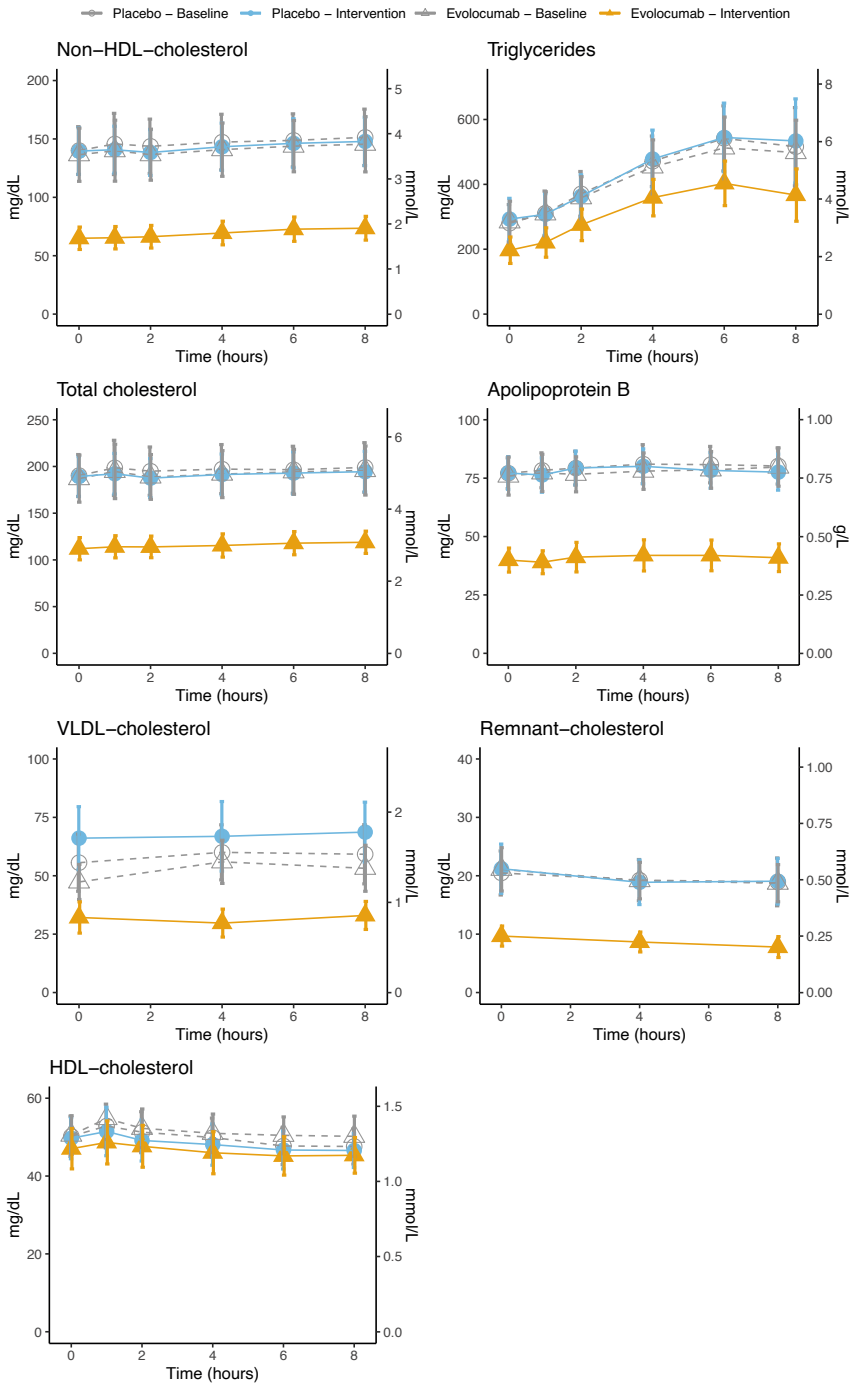 Placebo − Baseline Placebo − Intervention Evolocumab − Baseline Evolocumab − Intervention
Non−HDL−cholesterol
200
150
100
50
0
mg/dL
5
4
3
2
1
0
mmol/L
0 2 4 6 8
Time (hours)
Triglycerides
600
400
200
0
mg/dL
8
6
4
2
0
mmol/L
0 2 4 6 8
Time (hours)
Total cholesterol
250
200
150
100
50
0
mg/dL
6
4
2
0
mmol/L
0 2 4 6 8
Time (hours)
Apolipoprotein B
100
75
50
25
0
mg/dL
1.00
0.75
0.50
0.25
0.00
g/L
0 2 4 6 8
Time (hours)
VLDL−cholesterol
100
75
50
25
0
mg/dL
2
1
0
mmol/L
0 2 4 6 8
Time (hours)
Remnant−cholesterol
40
30
20
10
0
mg/dL
1.00
0.75
0.50
0.25
0.00
mmol/L
0 2 4 6 8
Time (hours)
HDL−cholesterol
60
40
20
0
mg/dL
1.5
1.0
0.5
0.0
mmol/L
0 2 4 6 8
Time (hours)